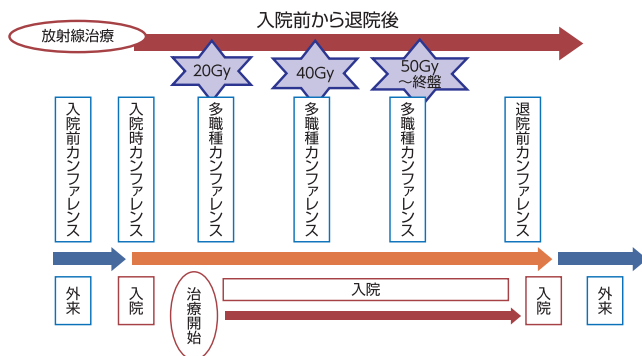 入院前から退院後
放射線治療
20Gy
40Gy
50Gy
～終盤
入院前カンファレンス
入院時カンファレンス
多職種カンファレンス
多職種カンファレンス
多職種カンファレンス
退院前カンファレンス
外来
入院
治療開始
入院
入院
外来